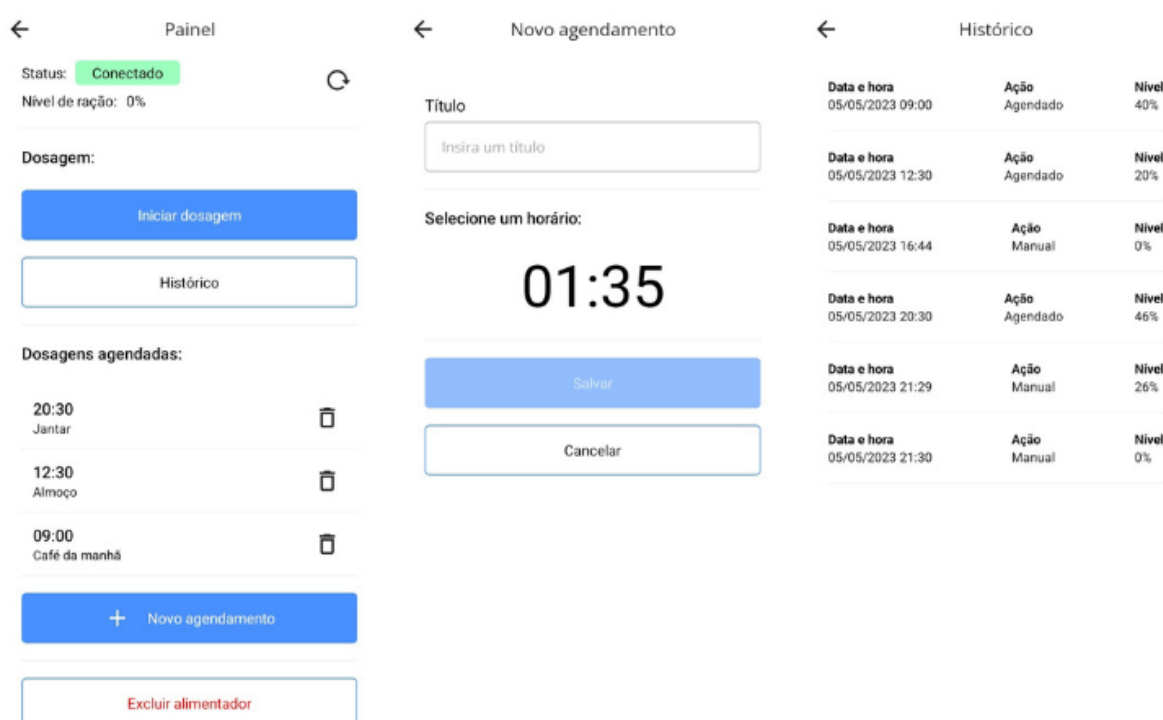 Painel
Status: Conectado
Nível de ração: 0%
Dosagem:
Iniciar dosagem
Histórico
Dosagens agendadas:
20:30
Jantar
12:30
Almoço
09:00
Café da manhã
+ Novo agendamento
Excluir alimentador
Novo agendamento
Título
Insira um título
Selecione um horário:
01:35
Salvar
Cancelar
Histórico
Data e hora Ação Nível
05/05/2023 09:00 Agendado 40%
Data e hora Ação Nível
05/05/2023 12:30 Agendado 20%
Data e hora Ação Nível
05/05/2023 16:44 Manual 0%
Data e hora Ação Nível
05/05/2023 20:30 Agendado 46%
Data e hora Ação Nível
05/05/2023 21:29 Manual 26%
Data e hora Ação Nível
05/05/2023 21:30 Manual 0%